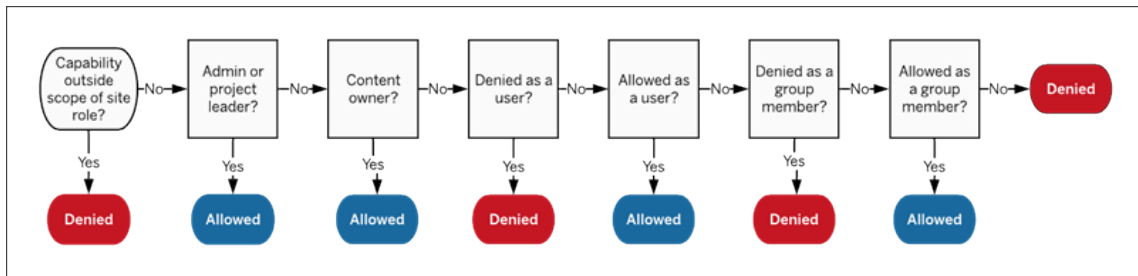 Capability
outside
scope of site
role?
No
Admin or
project
leader?
No
Content
owner?
No
Denied as
a user?
No
Allowed as
a user?
No
Denied as a
group
member?
No
Allowed as
a group
member?
No
Denied
Yes
Yes
Yes
Yes
Yes
Yes
Yes
Denied
Allowed
Allowed
Denied
Allowed
Denied
Allowed